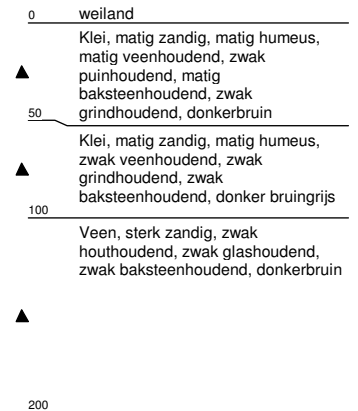 0 weiland
Klei, matig zandig, matig humeus,
matig veenhoudend, zwak
puinhoudend, matig
baksteenhoudend, zwak
50 grindhoudend, donkerbruin
Klei, matig zandig, matig humeus,
zwak veenhoudend, zwak
grindhoudend, zwak
baksteenhoudend, donker bruingrijs
100
Veen, sterk zandig, zwak
houthoudend, zwak glashoudend,
zwak baksteenhoudend, donkerbruin
200